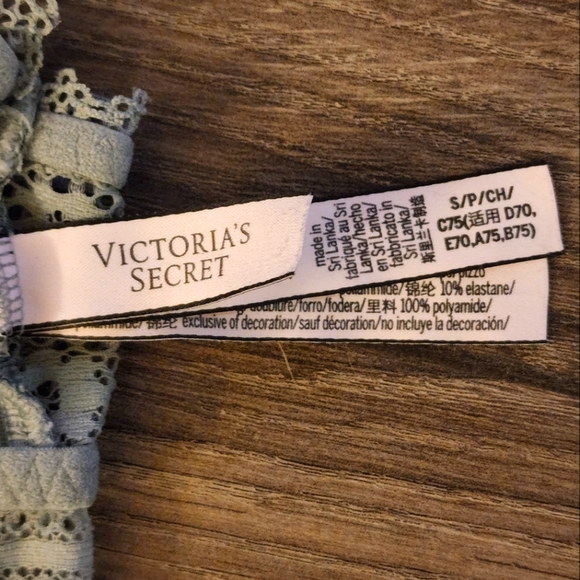 VICTORIA'S
SECRET
made in
Sri Lanka/
fabriqué au Sri
Lanka/hecho
en Sri Lanka/
fabbricato in
Sri Lanka/
斯里兰卡制造
S/P/CH/
C75(适用 D70,
E70,A75,B75)
pizzo
锦纶 10% elastane/
doublure/forro/fodera/里料 100% polyamide/
锦纶 exclusive of decoration/sauf décoration/no incluye la decoración/